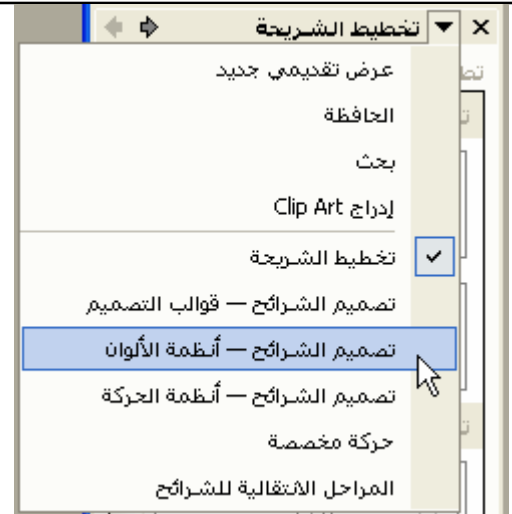 تخطيط الشريحة
عرض تقديمي جديد
الحافظة
بحث
إدراج Clip Art
تخطيط الشريحة
تصميم الشرائح — قوالب التصميم
تصميم الشرائح — أنظمة الألوان
تصميم الشرائح — أنظمة الحركة
حركة مخصصة
المراحل الانتقالية للشرائح